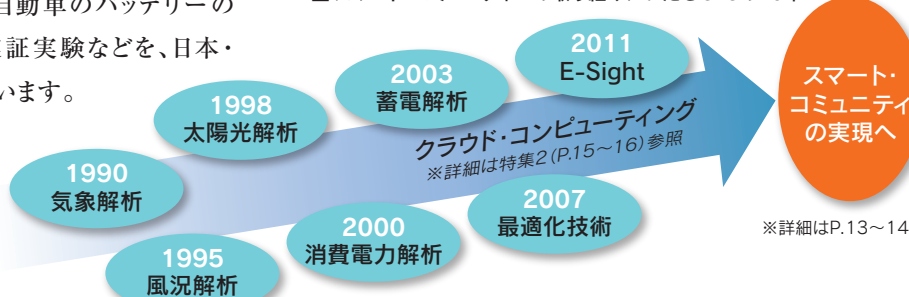 自動車のバッテリーの
証実験などを、日本・
います。
1990
気象解析
1995
風況解析
1998
太陽光解析
2000
消費電力解析
2003
蓄電解析
2007
最適化技術
2011
E-Sight
クラウド・コンピューティング
※詳細は特集2(P.15〜16)参照
スマート・
コミュニティ
の実現へ
※詳細はP.13〜14